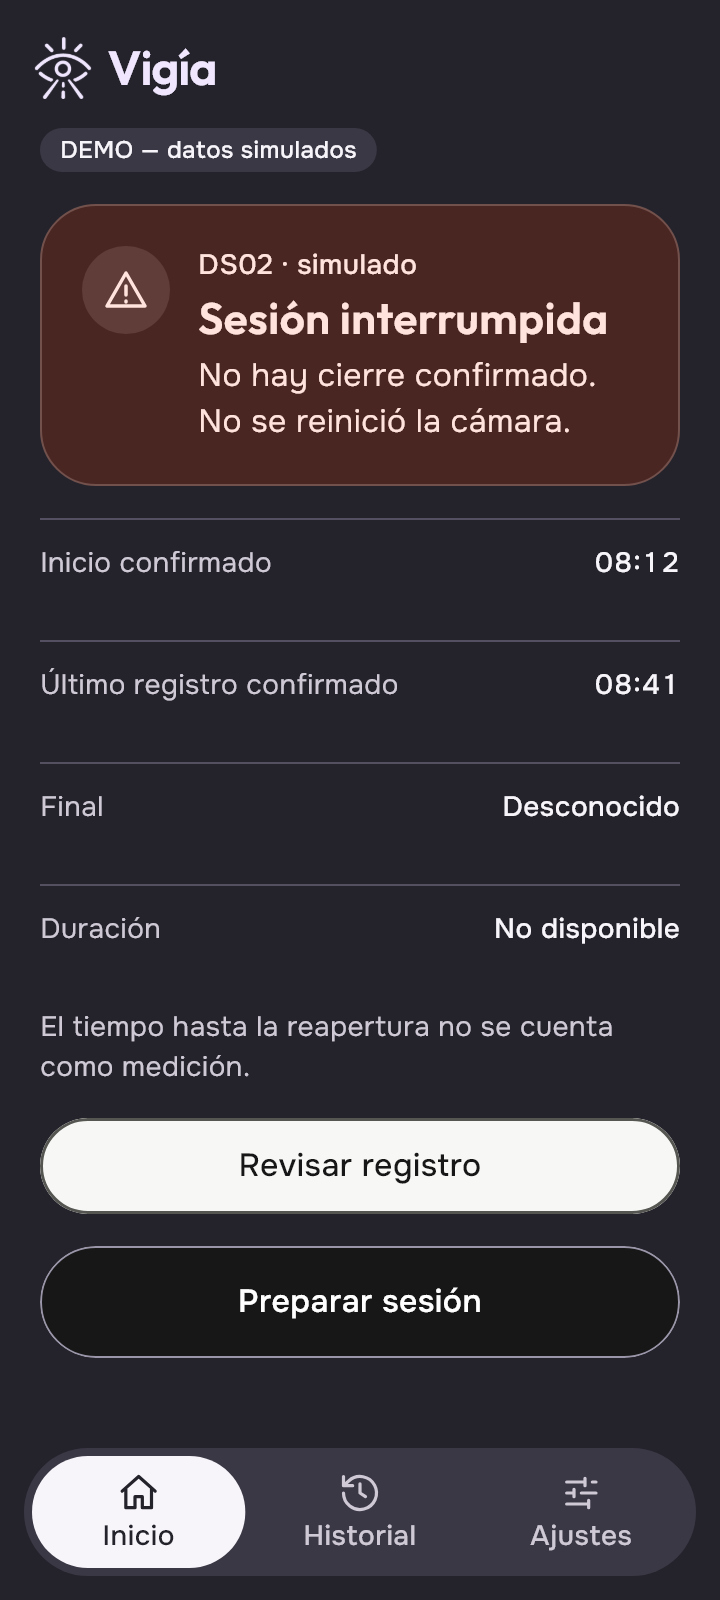 Vigía
DEMO — datos simulados
DS02 · simulado
Sesión interrumpida
No hay cierre confirmado.
No se reinició la cámara.
Inicio confirmado 08:12
Último registro confirmado 08:41
Final Desconocido
Duración No disponible
El tiempo hasta la reapertura no se cuenta
como medición.
Revisar registro
Preparar sesión
Inicio Historial Ajustes